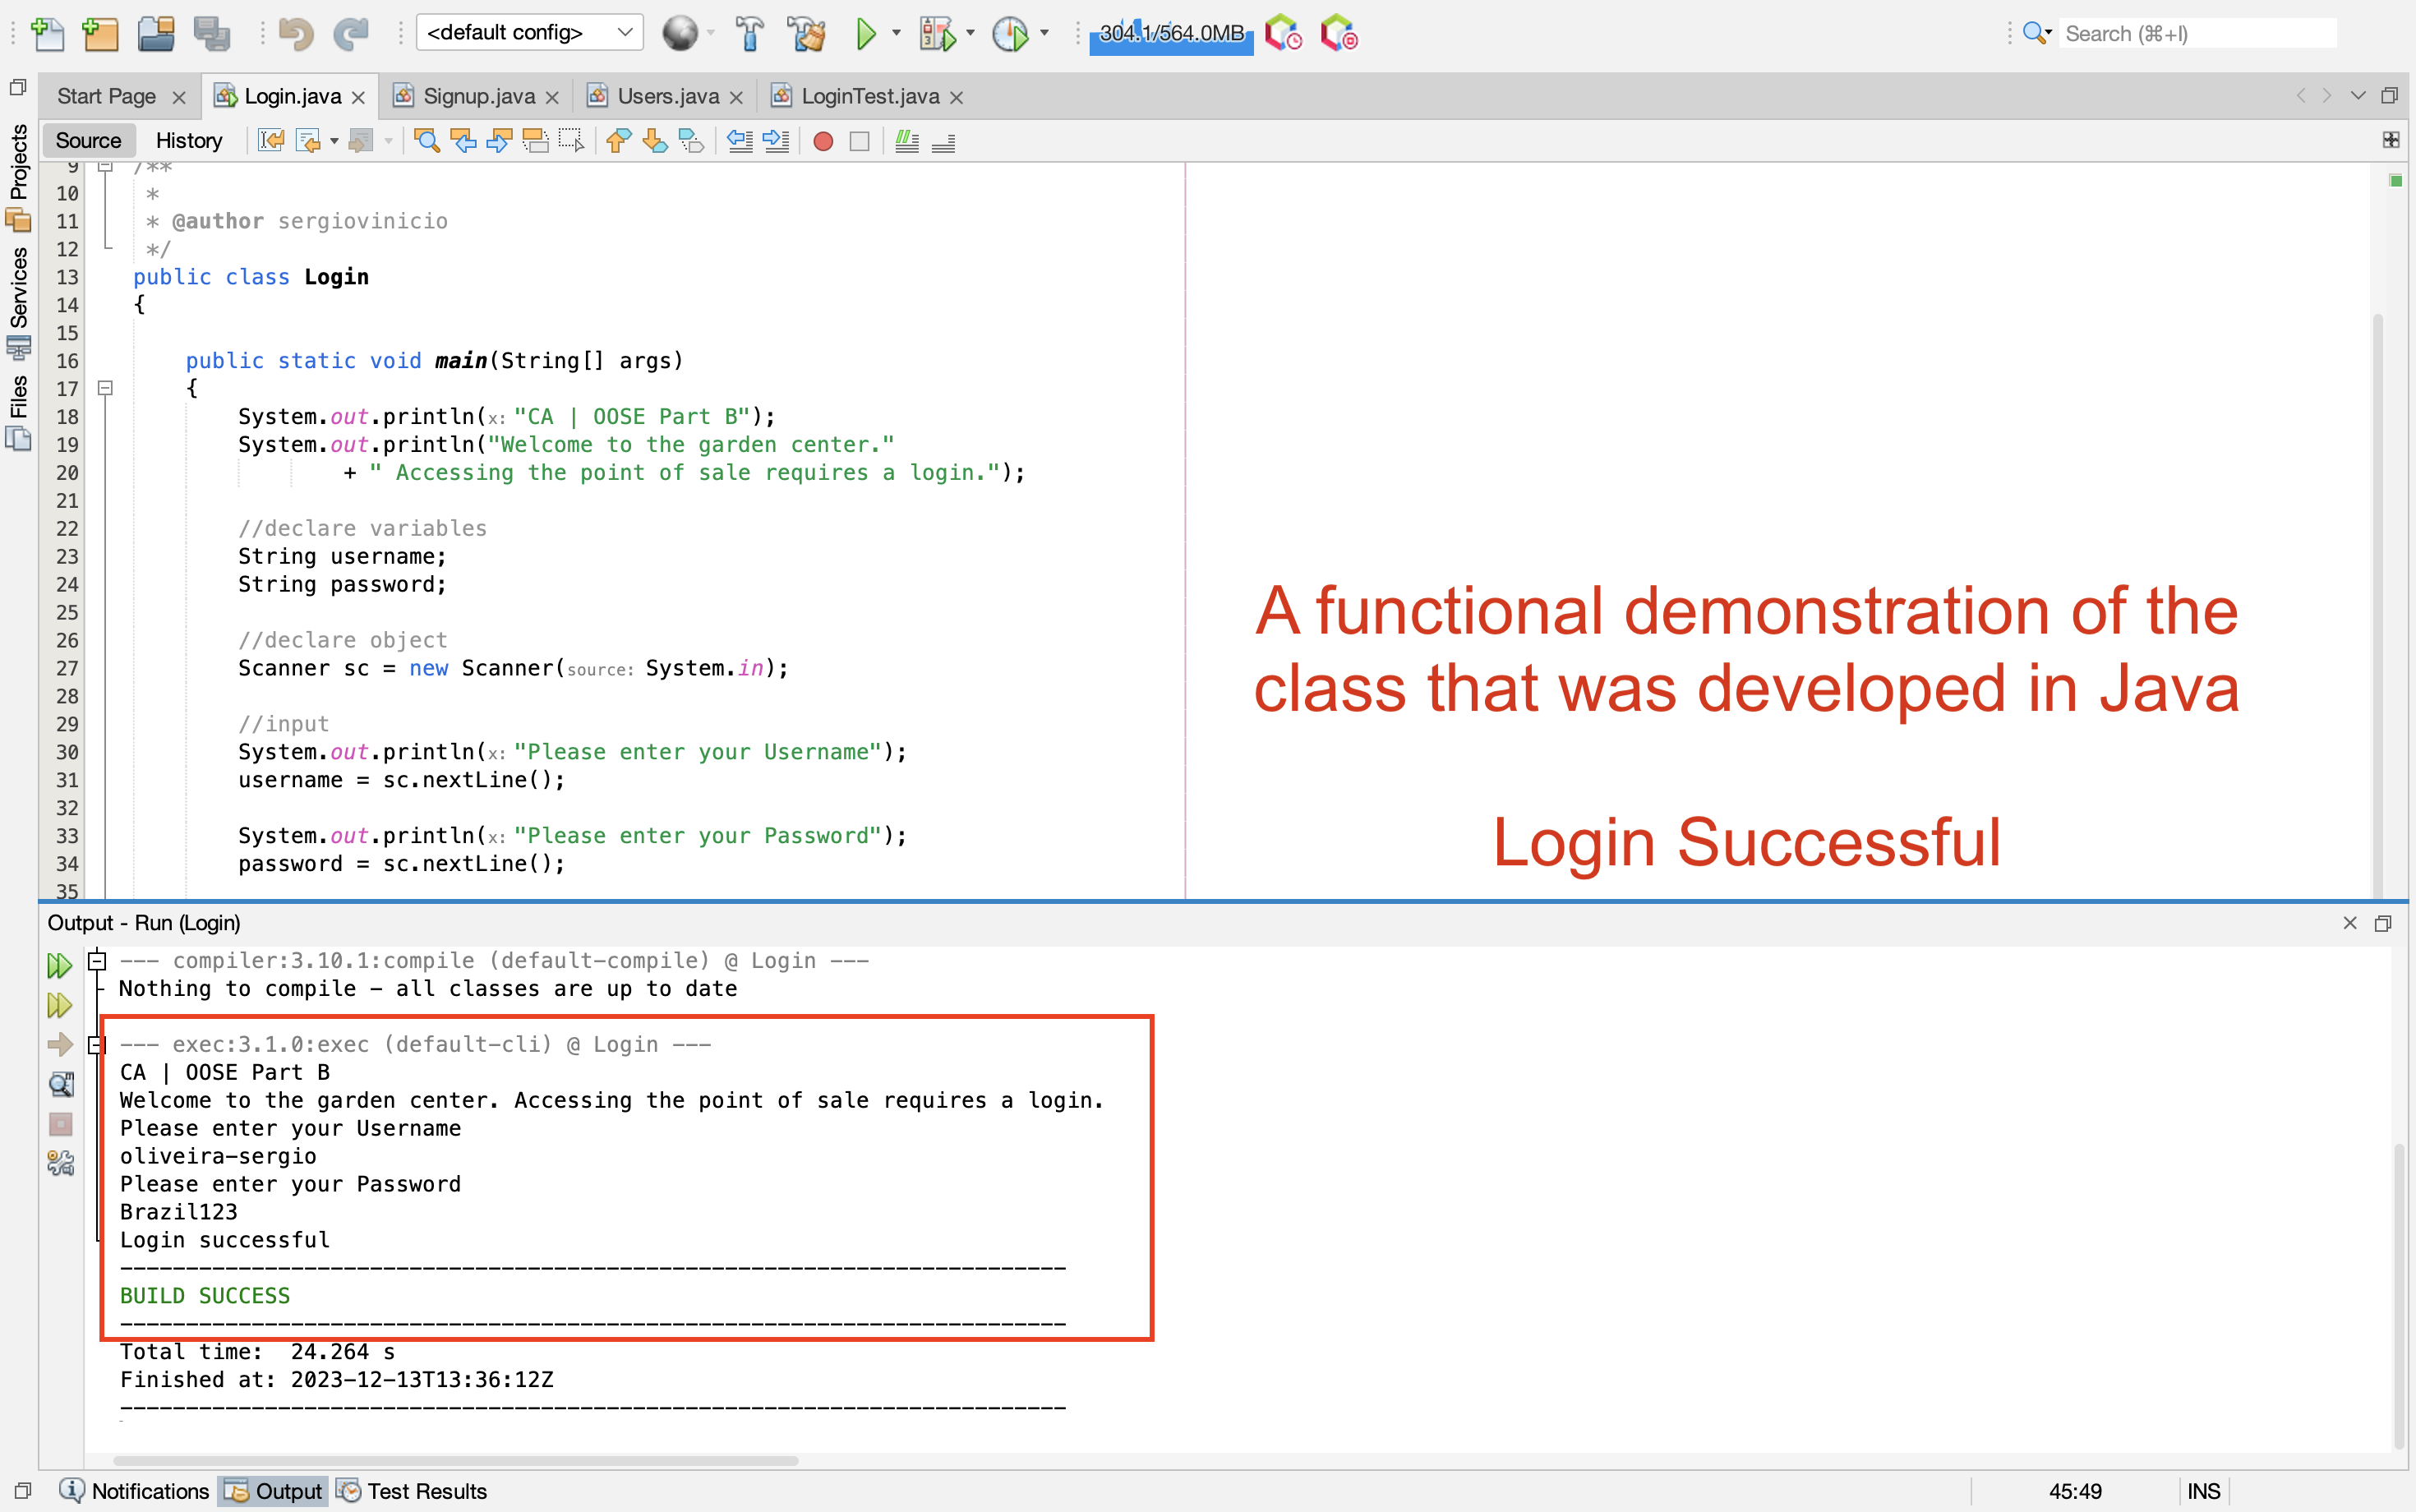 <default config>
304.1/564.0MB
Search (⌘+I)
Start Page
Login.java
Signup.java
Users.java
LoginTest.java
Source
History
Projects
Services
Files
9 /**
10 *
11 * @author sergiovinicio
12 */
13 public class Login
14 {
15
16 public static void main(String[] args)
17 {
18 System.out.println(x: "CA | OOSE Part B");
19 System.out.println("Welcome to the garden center."
20 + " Accessing the point of sale requires a login.");
21
22 //declare variables
23 String username;
24 String password;
25
26 //declare object
27 Scanner sc = new Scanner(source: System.in);
28
29 //input
30 System.out.println(x: "Please enter your Username");
31 username = sc.nextLine();
32
33 System.out.println(x: "Please enter your Password");
34 password = sc.nextLine();
35
A functional demonstration of the
class that was developed in Java
Login Successful
Output - Run (Login)
--- compiler:3.10.1:compile (default-compile) @ Login ---
Nothing to compile - all classes are up to date
--- exec:3.1.0:exec (default-cli) @ Login ---
CA | OOSE Part B
Welcome to the garden center. Accessing the point of sale requires a login.
Please enter your Username
oliveira-sergio
Please enter your Password
Brazil123
Login successful
------------------------------------------------------------------------
BUILD SUCCESS
------------------------------------------------------------------------
Total time:  24.264 s
Finished at: 2023-12-13T13:36:12Z
------------------------------------------------------------------------
Notifications
Output
Test Results
45:49
INS